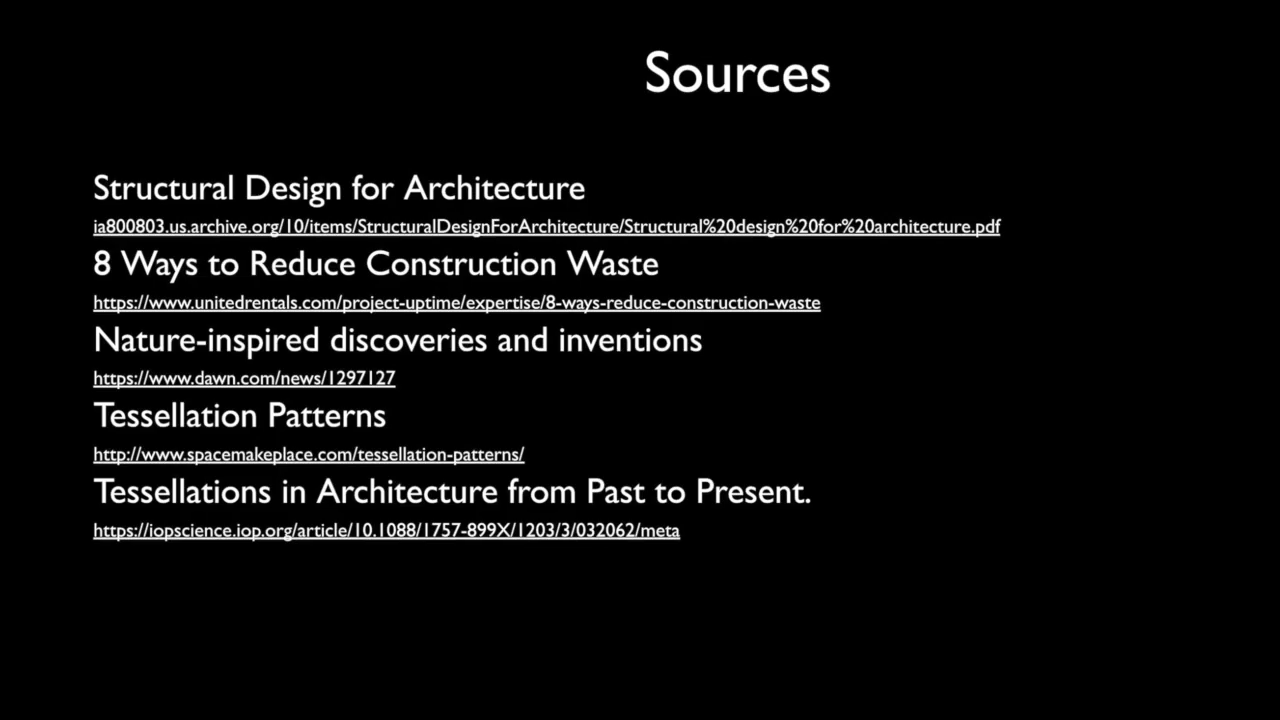 Sources
Structural Design for Architecture
ia800803.us.archive.org/10/items/StructuralDesignForArchitecture/Structural%20design%20for%20architecture.pdf
8 Ways to Reduce Construction Waste
https://www.unitedrentals.com/project-uptime/expertise/8-ways-reduce-construction-waste
Nature-inspired discoveries and inventions
https://www.dawn.com/news/1297127
Tessellation Patterns
http://www.spacemakeplace.com/tessellation-patterns/
Tessellations in Architecture from Past to Present.
https://iopscience.iop.org/article/10.1088/1757-899X/1203/3/032062/meta